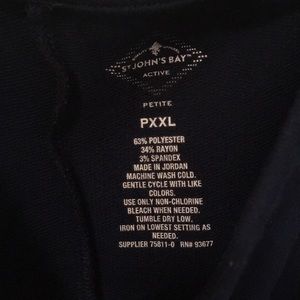 ST JOHN'S BAY™
ACTIVE
PETITE
PXXL
63% POLYESTER
34% RAYON
3% SPANDEX
MADE IN JORDAN
MACHINE WASH COLD.
GENTLE CYCLE WITH LIKE
COLORS.
USE ONLY NON-CHLORINE
BLEACH WHEN NEEDED.
TUMBLE DRY LOW,
IRON ON LOWEST SETTING AS
NEEDED.
SUPPLIER 75811-0 RN# 93677